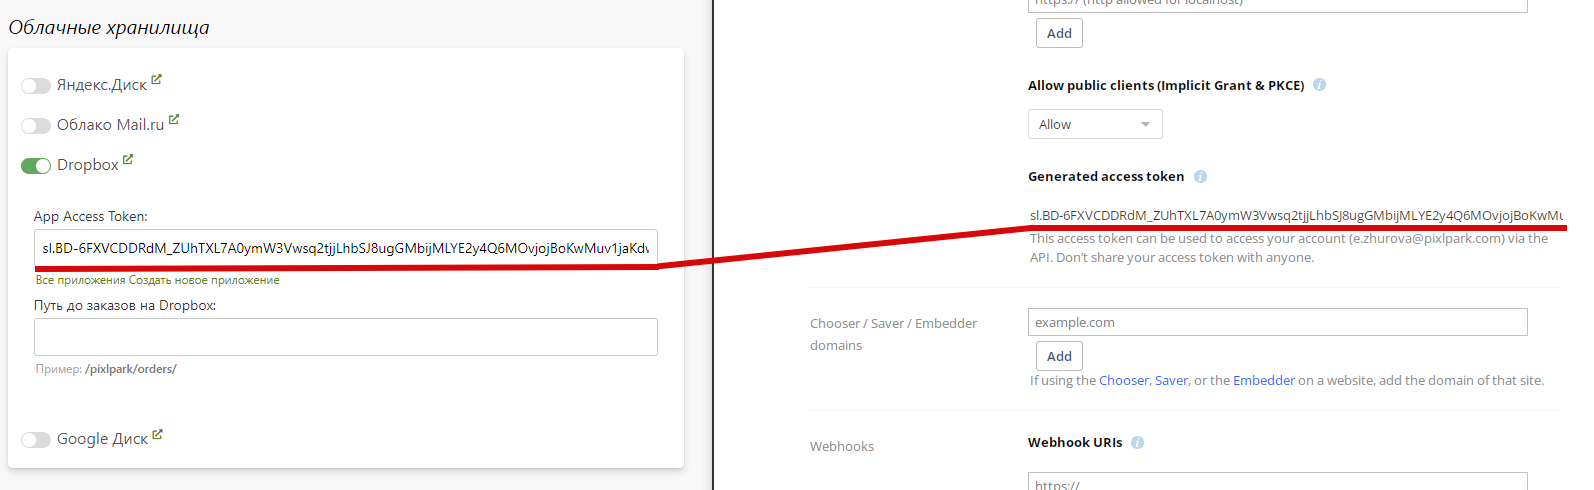 Облачные хранилища
Яндекс.Диск
Облако Mail.ru
Dropbox
App Access Token:
sl.BD-6FXVCDDRdM_ZUhTXL7A0ymW3Vwsq2tjjLhbSJ8ugGMbijMLYE2y4Q6MOvjojBoKwMuv1jaKdv
Все приложения Создать новое приложение
Путь до заказов на Dropbox:
Пример: /pixlpark/orders/
Google Диск
https:// (http allowed for localhost)
Add
Allow public clients (Implicit Grant & PKCE)
Allow
Generated access token
sl.BD-6FXVCDDRdM_ZUhTXL7A0ymW3Vwsq2tjjLhbSJ8ugGMbijMLYE2y4Q6MOvjojBoKwMu
This access token can be used to access your account (e.zhurova@pixlpark.com) via the
API. Don't share your access token with anyone.
Chooser / Saver / Embedder
domains
example.com
Add
If using the Chooser, Saver, or the Embedder on a website, add the domain of that site.
Webhooks
Webhook URIs
https://